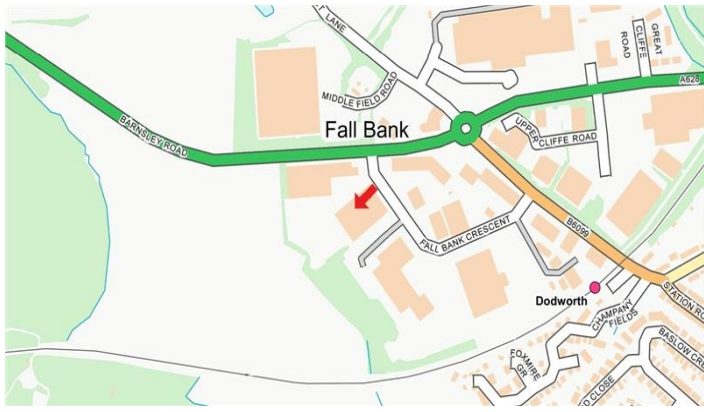 T LANE
CLIFFE
ROAD
GREAT
A628
MIDDLE FIELD ROAD
Fall Bank
UPPER
CLIFFE ROAD
BARNSLEY ROAD
FALL BANK CRESCENT
B6099
Dodworth
STATION RO
CHAMPANY
FIELDS
BASLOW CRE
FOXMIRE
GR
D CLOSE